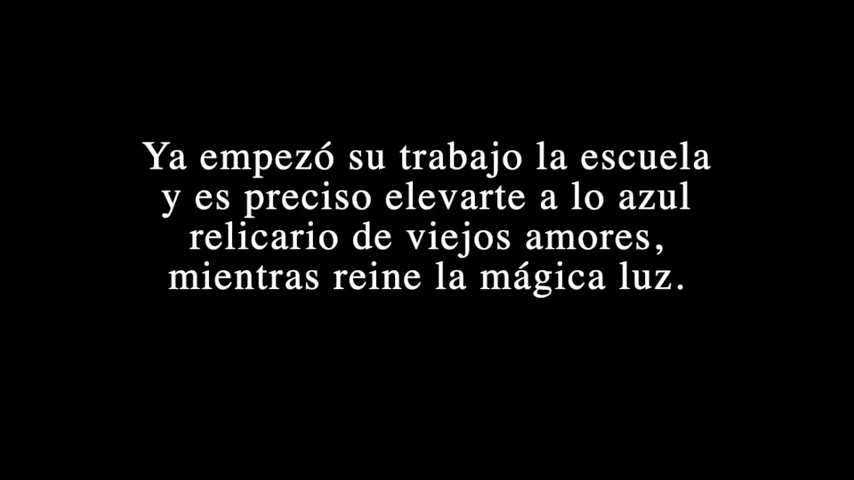 Ya empezó su trabajo la escuela
y es preciso elevarte a lo azul
relicario de viejos amores,
mientras reine la mágica luz.